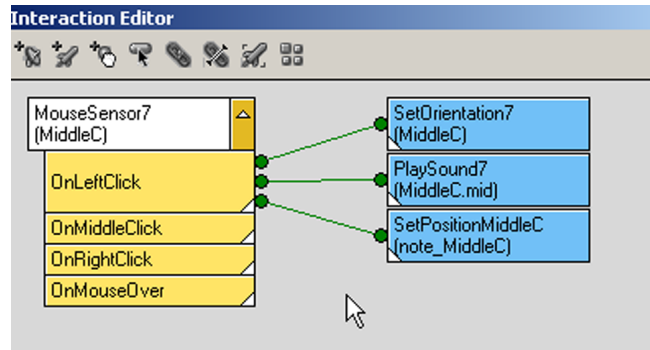 Interaction Editor
MouseSensor7
(MiddleC)
OnLeftClick
OnMiddleClick
OnRightClick
OnMouseOver
SetOrientation7
(MiddleC)
PlaySound7
(MiddleC.mid)
SetPositionMiddleC
(note_MiddleC)